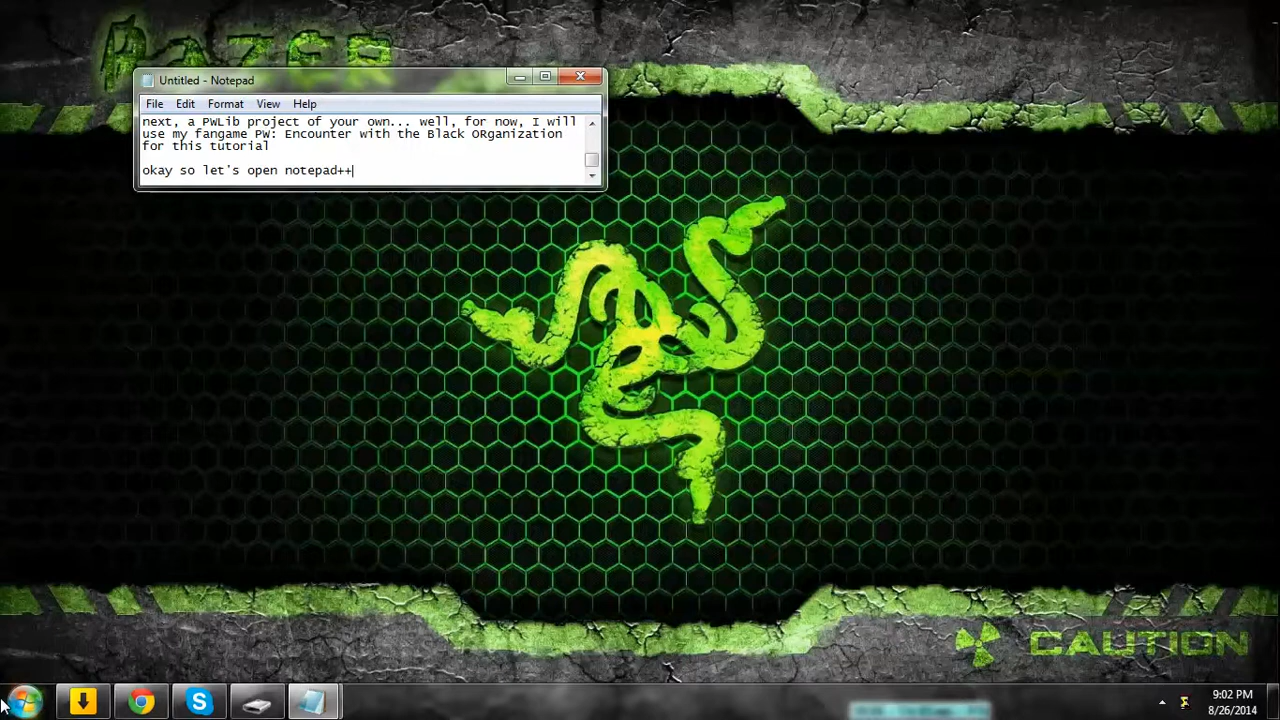 Razer
Untitled - Notepad
File Edit Format View Help
next, a PWLib project of your own... well, for now, I will
use my fangame PW: Encounter with the Black ORganization
for this tutorial
okay so let's open notepad++
CAUTION
9:02 PM
8/26/2014